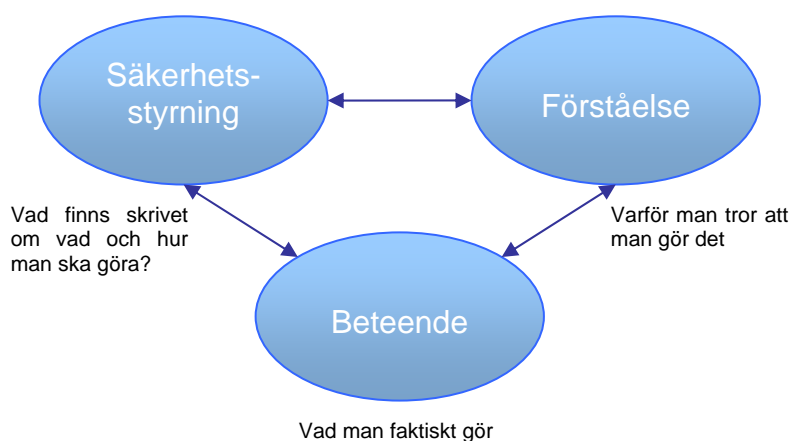 Säkerhets-
styrning
Förståelse
Vad finns skrivet
om vad och hur
man ska göra?
Varför man tror att
man gör det
Beteende
Vad man faktiskt gör